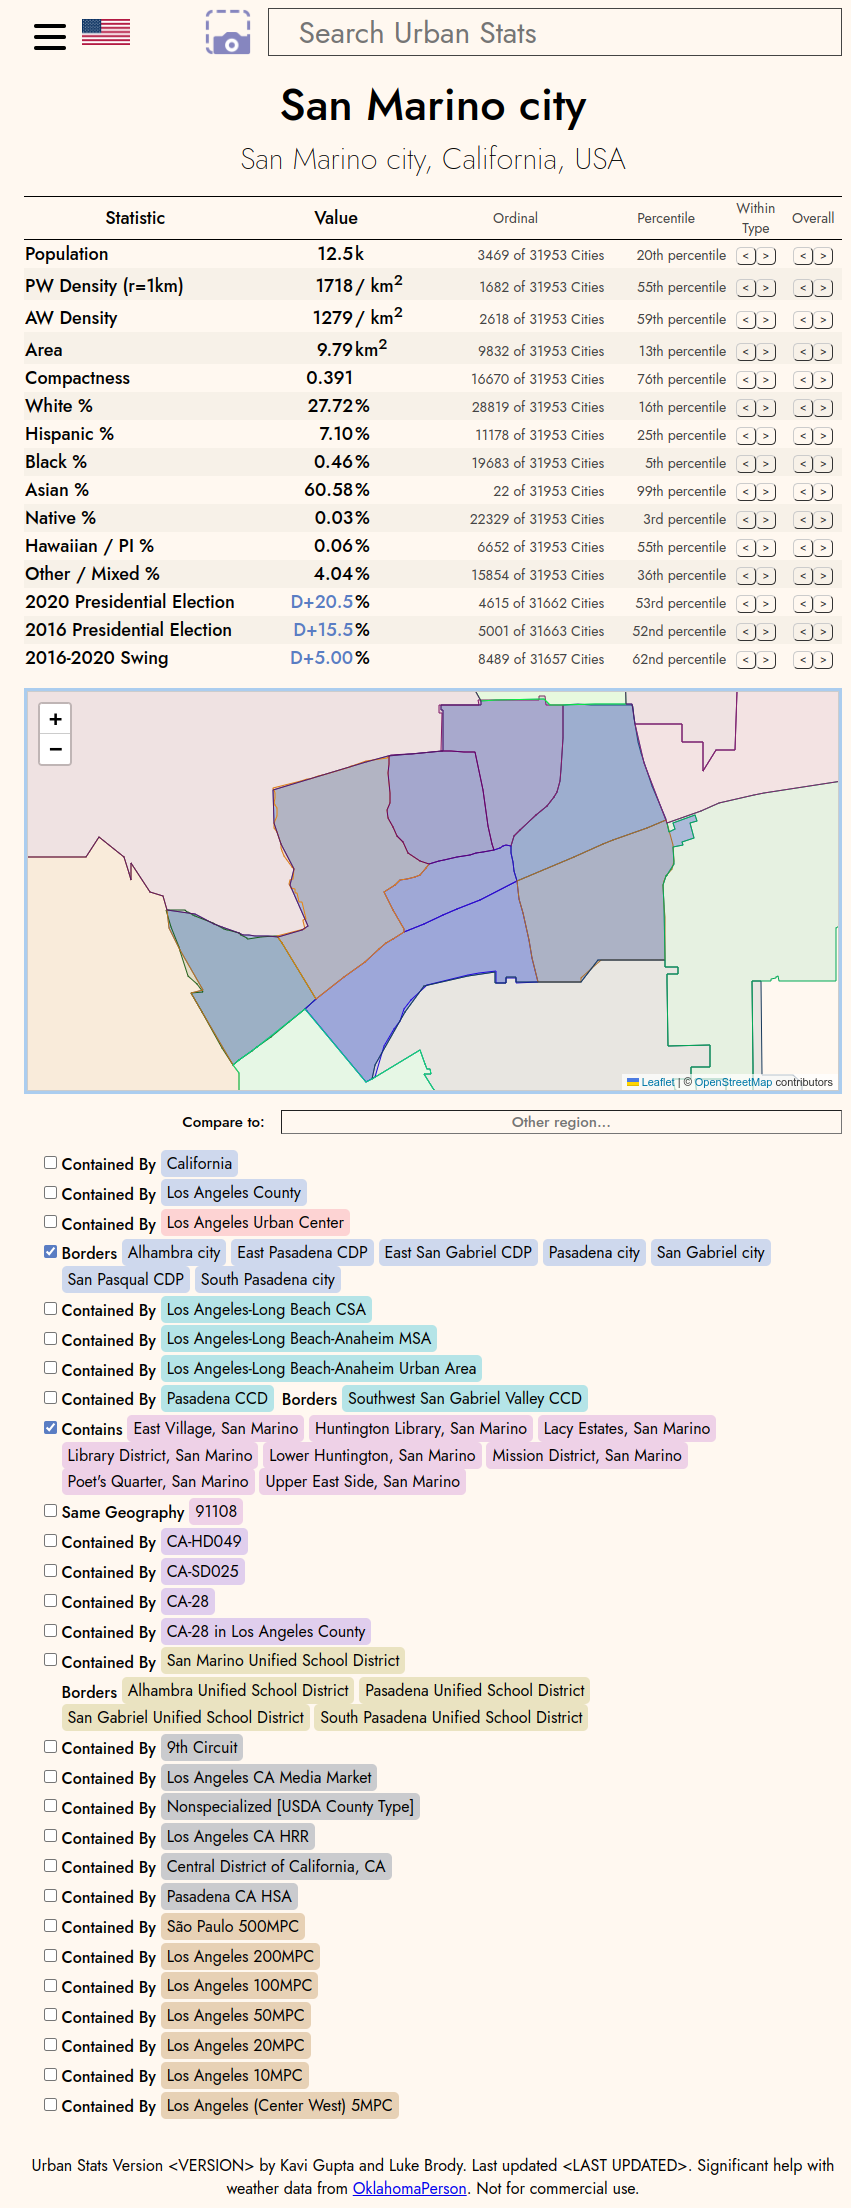 Search Urban Stats
San Marino city
San Marino city, California, USA
Statistic Value Ordinal Percentile Within Type Overall
Population 12.5k 3469 of 31953 Cities 20th percentile < > < >
PW Density (r=1km) 1718 / km² 1682 of 31953 Cities 55th percentile < > < >
AW Density 1279 / km² 2618 of 31953 Cities 59th percentile < > < >
Area 9.79 km² 9832 of 31953 Cities 13th percentile < > < >
Compactness 0.391 16670 of 31953 Cities 76th percentile < > < >
White % 27.72% 28819 of 31953 Cities 16th percentile < > < >
Hispanic % 7.10% 11178 of 31953 Cities 25th percentile < > < >
Black % 0.46% 19683 of 31953 Cities 5th percentile < > < >
Asian % 60.58% 22 of 31953 Cities 99th percentile < > < >
Native % 0.03% 22329 of 31953 Cities 3rd percentile < > < >
Hawaiian / PI % 0.06% 6652 of 31953 Cities 55th percentile < > < >
Other / Mixed % 4.04% 15854 of 31953 Cities 36th percentile < > < >
2020 Presidential Election D+20.5% 4615 of 31662 Cities 53rd percentile < > < >
2016 Presidential Election D+15.5% 5001 of 31663 Cities 52nd percentile < > < >
2016-2020 Swing D+5.00% 8489 of 31657 Cities 62nd percentile < > < >
+
−
Leaflet | © OpenStreetMap contributors
Compare to: Other region...
Contained By California
Contained By Los Angeles County
Contained By Los Angeles Urban Center
Borders Alhambra city East Pasadena CDP East San Gabriel CDP Pasadena city San Gabriel city
San Pasqual CDP South Pasadena city
Contained By Los Angeles-Long Beach CSA
Contained By Los Angeles-Long Beach-Anaheim MSA
Contained By Los Angeles-Long Beach-Anaheim Urban Area
Contained By Pasadena CCD Borders Southwest San Gabriel Valley CCD
Contains East Village, San Marino Huntington Library, San Marino Lacy Estates, San Marino
Library District, San Marino Lower Huntington, San Marino Mission District, San Marino
Poet's Quarter, San Marino Upper East Side, San Marino
Same Geography 91108
Contained By CA-HD049
Contained By CA-SD025
Contained By CA-28
Contained By CA-28 in Los Angeles County
Contained By San Marino Unified School District
Borders Alhambra Unified School District Pasadena Unified School District
San Gabriel Unified School District South Pasadena Unified School District
Contained By 9th Circuit
Contained By Los Angeles CA Media Market
Contained By Nonspecialized [USDA County Type]
Contained By Los Angeles CA HRR
Contained By Central District of California, CA
Contained By Pasadena CA HSA
Contained By São Paulo 500MPC
Contained By Los Angeles 200MPC
Contained By Los Angeles 100MPC
Contained By Los Angeles 50MPC
Contained By Los Angeles 20MPC
Contained By Los Angeles 10MPC
Contained By Los Angeles (Center West) 5MPC
Urban Stats Version <VERSION> by Kavi Gupta and Luke Brody. Last updated <LAST UPDATED>. Significant help with
weather data from OklahomaPerson. Not for commercial use.